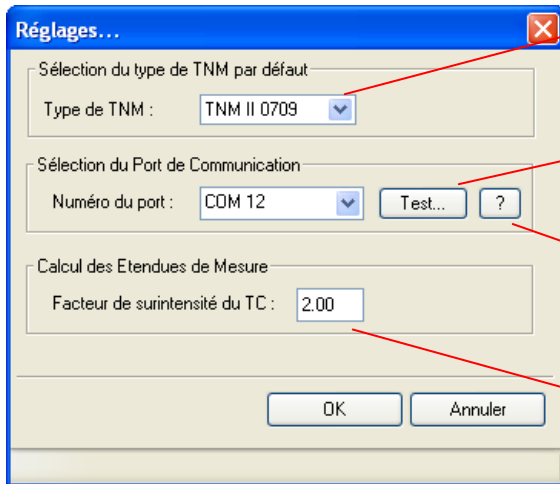 Réglages...
Sélection du type de TNM par défaut
Type de TNM : TNM II 0709
Sélection du Port de Communication
Numéro du port : COM 12 Test... ?
Calcul des Etendues de Mesure
Facteur de surintensité du TC : 2.00
OK Annuler